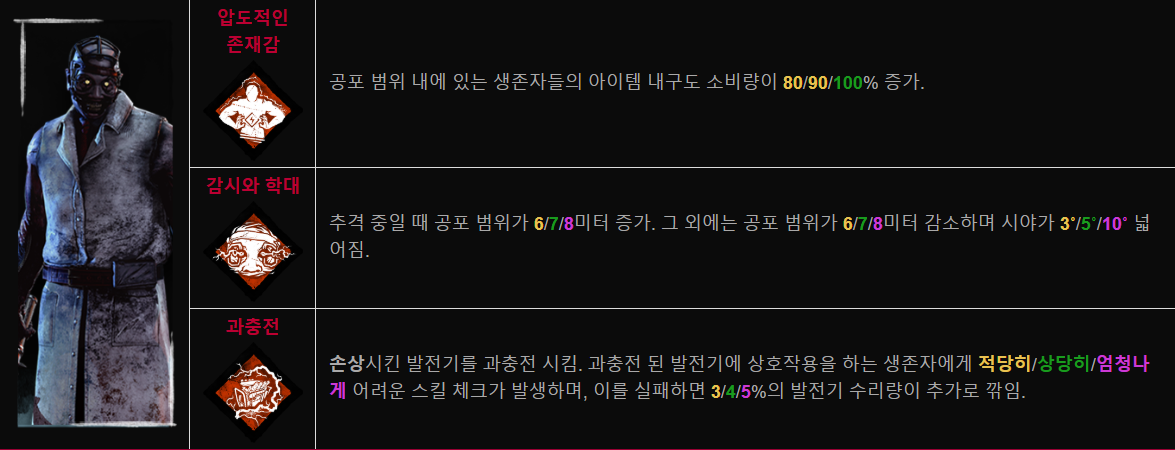 압도적인
존재감
공포 범위 내에 있는 생존자들의 아이템 내구도 소비량이 80/90/100% 증가.
감시와 학대
추격 중일 때 공포 범위가 6/7/8미터 증가. 그 외에는 공포 범위가 6/7/8미터 감소하며 시야가 3°/5°/10° 넓
어짐.
과충전
손상시킨 발전기를 과충전 시킴. 과충전 된 발전기에 상호작용을 하는 생존자에게 적당히/상당히/엄청나
게 어려운 스킬 체크가 발생하며, 이를 실패하면 3/4/5%의 발전기 수리량이 추가로 깎임.